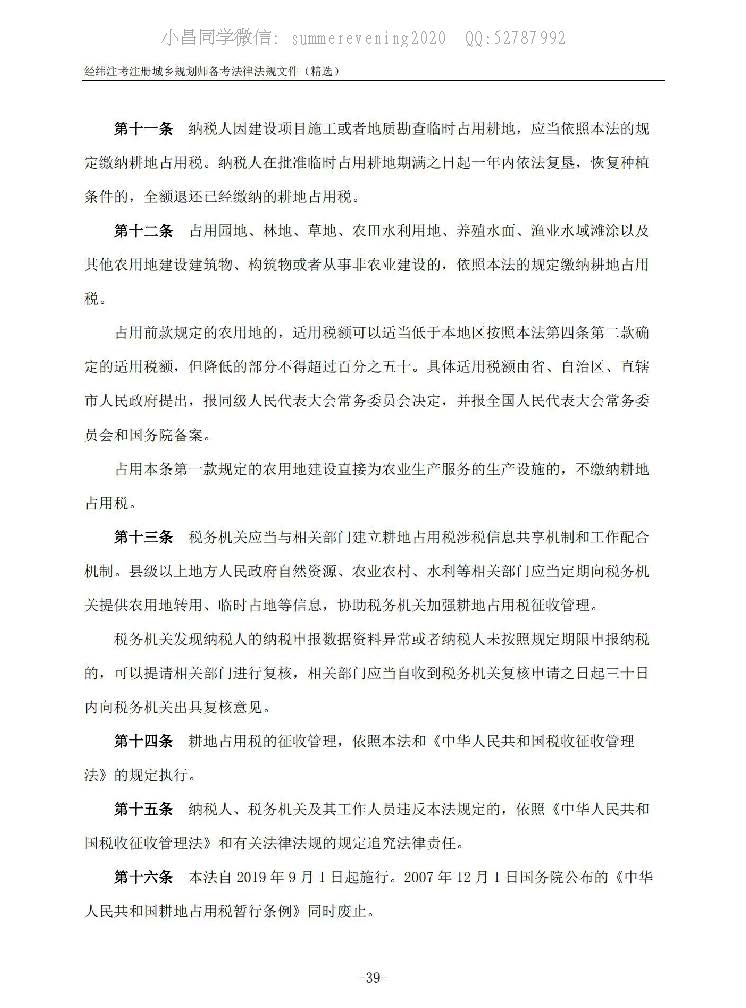 小昌同学微信: summerevening2020 QQ:52787992
经纬注考注册城乡规划师备考法律法规文件（精选）
第十一条 纳税人因建设项目施工或者地质勘查临时占用耕地，应当依照本法的规
定缴纳耕地占用税。纳税人在批准临时占用耕地期满之日起一年内依法复垦，恢复种植
条件的，全额退还已经缴纳的耕地占用税。
第十二条 占用园地、林地、草地、农田水利用地、养殖水面、渔业水域滩涂以及
其他农用地建设建筑物、构筑物或者从事非农业建设的，依照本法的规定缴纳耕地占用
税。
占用前款规定的农用地的，适用税额可以适当低于本地区按照本法第四条第二款确
定的适用税额，但降低的部分不得超过百分之五十。具体适用税额由省、自治区、直辖
市人民政府提出，报同级人民代表大会常务委员会决定，并报全国人民代表大会常务委
员会和国务院备案。
占用本条第一款规定的农用地建设直接为农业生产服务的生产设施的，不缴纳耕地
占用税。
第十三条 税务机关应当与相关部门建立耕地占用税涉税信息共享机制和工作配合
机制。县级以上地方人民政府自然资源、农业农村、水利等相关部门应当定期向税务机
关提供农用地转用、临时占地等信息，协助税务机关加强耕地占用税征收管理。
税务机关发现纳税人的纳税申报数据资料异常或者纳税人未按照规定期限申报纳税
的，可以提请相关部门进行复核，相关部门应当自收到税务机关复核申请之日起三十日
内向税务机关出具复核意见。
第十四条 耕地占用税的征收管理，依照本法和《中华人民共和国税收征收管理
法》的规定执行。
第十五条 纳税人、税务机关及其工作人员违反本法规定的，依照《中华人民共和
国税收征收管理法》和有关法律法规的规定追究法律责任。
第十六条 本法自 2019 年 9 月 1 日起施行。2007 年 12 月 1 日国务院公布的《中华
人民共和国耕地占用税暂行条例》同时废止。
-39-